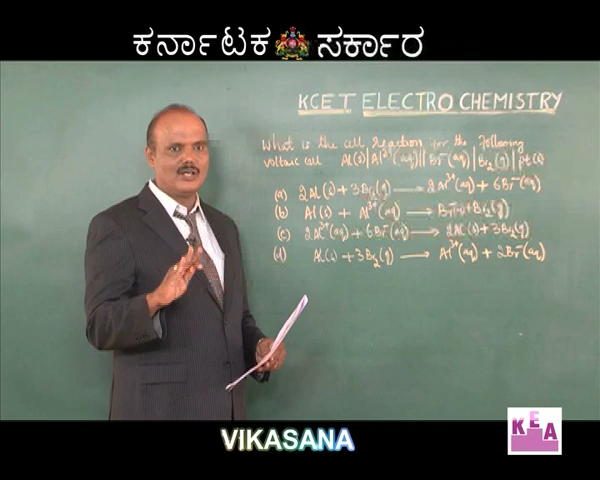 ಕರ್ನಾಟಕ ಸರ್ಕಾರ
KCET ELECTRO CHEMISTRY
What is the cell reaction for the following
voltaic cell Al(s)|Al³⁺(aq)||Br⁻(aq)|Br₂(g)|pt(s)
(a) 2Al(s) + 3Br₂(g) → 2Al³⁺(aq) + 6Br⁻(aq)
(b) Al(s) + Al³⁺(aq) → Br⁻(aq) + Br₂(g)
(c) 2Al³⁺(aq) + 6Br⁻(aq) → 2Al(s) + 3Br₂(g)
(d) Al(s) + 3Br₂(g) → Al³⁺(aq) + 2Br⁻(aq)
KEA
VIKASANA